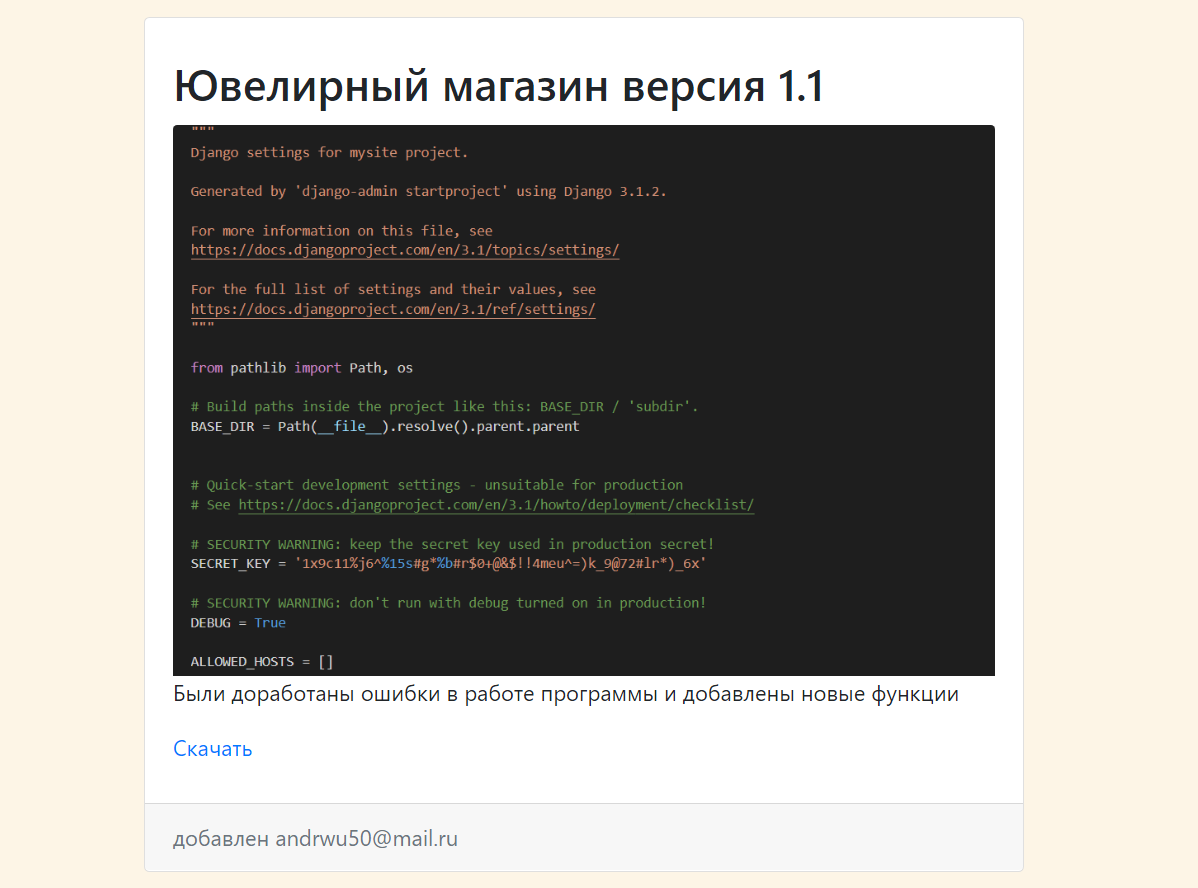 Ювелирный магазин версия 1.1
"""
Django settings for mysite project.
Generated by 'django-admin startproject' using Django 3.1.2.
For more information on this file, see
https://docs.djangoproject.com/en/3.1/topics/settings/
For the full list of settings and their values, see
https://docs.djangoproject.com/en/3.1/ref/settings/
"""
from pathlib import Path, os
# Build paths inside the project like this: BASE_DIR / 'subdir'.
BASE_DIR = Path(__file__).resolve().parent.parent
# Quick-start development settings - unsuitable for production
# See https://docs.djangoproject.com/en/3.1/howto/deployment/checklist/
# SECURITY WARNING: keep the secret key used in production secret!
SECRET_KEY = '1x9c11%j6^%15s#g*%b#r$0+@&$!!4meu^=)k_9@72#lr*)_6x'
# SECURITY WARNING: don't run with debug turned on in production!
DEBUG = True
ALLOWED_HOSTS = []
Были доработаны ошибки в работе программы и добавлены новые функции
Скачать
добавлен andrwu50@mail.ru